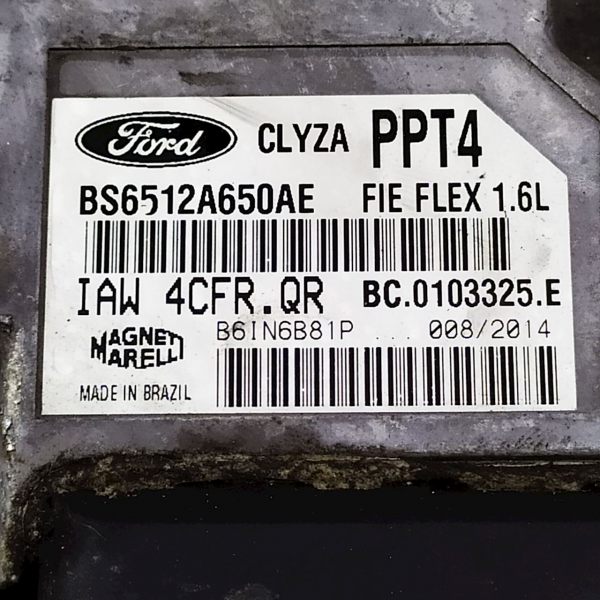 Ford CLYZA PPT4
BS6512A650AE FIE FLEX 1.6L
IAW 4CFR.QR BC.0103325.E
MAGNETI MARELLI B6IN6B81P 008/2014
MADE IN BRAZIL